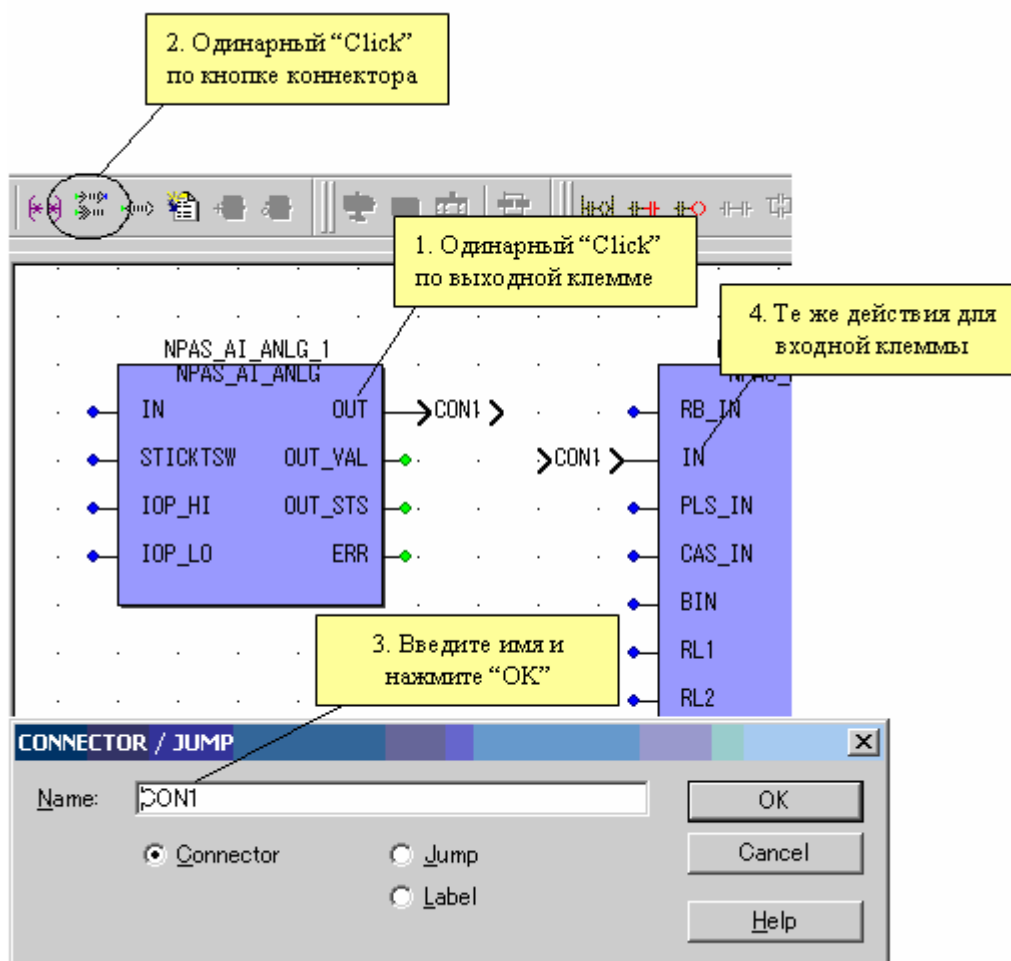 2. Одинарный “Click”
по кнопке коннектора
1. Одинарный “Click”
по выходной клемме
4. Те же действия для
входной клеммы
NPAS_AI_ANLG_1
NPAS_AI_ANLG
IN
OUT
CON1
RB_IN
STICKTSW
OUT_VAL
CON1
IN
IOP_HI
OUT_STS
PLS_IN
IOP_LO
ERR
CAS_IN
BIN
3. Введите имя и
нажмите “OK”
RL1
RL2
CONNECTOR / JUMP
Name:
CON1
OK
Connector
Jump
Cancel
Label
Help